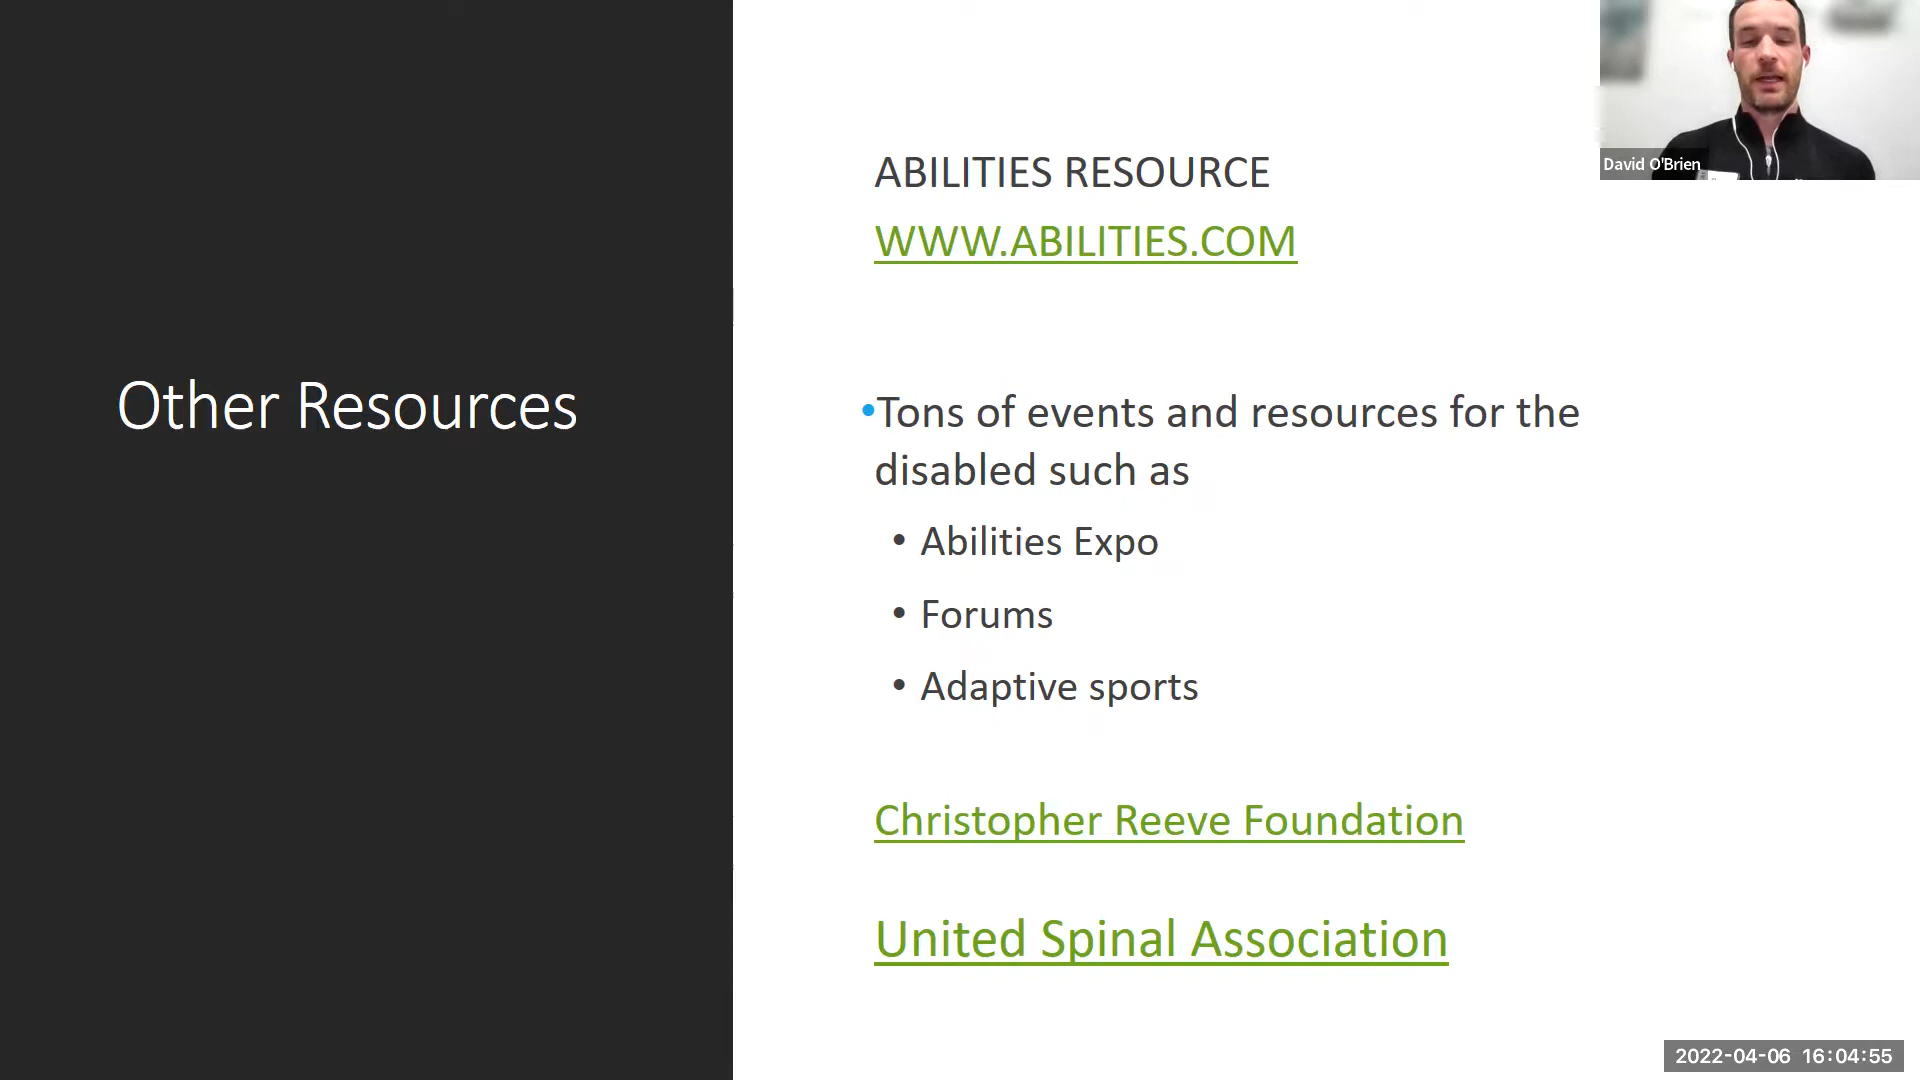 Other Resources
ABILITIES RESOURCE
WWW.ABILITIES.COM
•Tons of events and resources for the
disabled such as
• Abilities Expo
• Forums
• Adaptive sports
Christopher Reeve Foundation
United Spinal Association
David O'Brien
2022-04-06 16:04:55